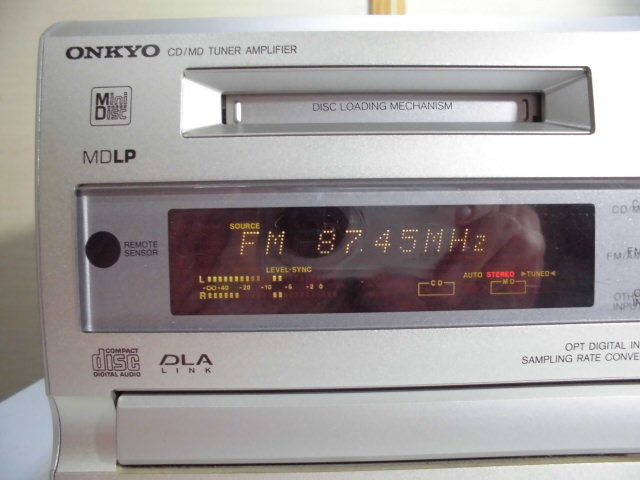 ONKYO CD/MD TUNER AMPLIFIER
Mini Disc
DISC LOADING MECHANISM
MDLP
REMOTE SENSOR
SOURCE
FM 87.45MHz
LEVEL-SYNC
L
-∞ -40 -20 -10 -6 -2 0
R
AUTO STEREO ►TUNED◄
CD MD
FM/A
INPU
COMPACT disc DIGITAL AUDIO
DLA LINK
OPT DIGITAL IN
SAMPLING RATE CONVE